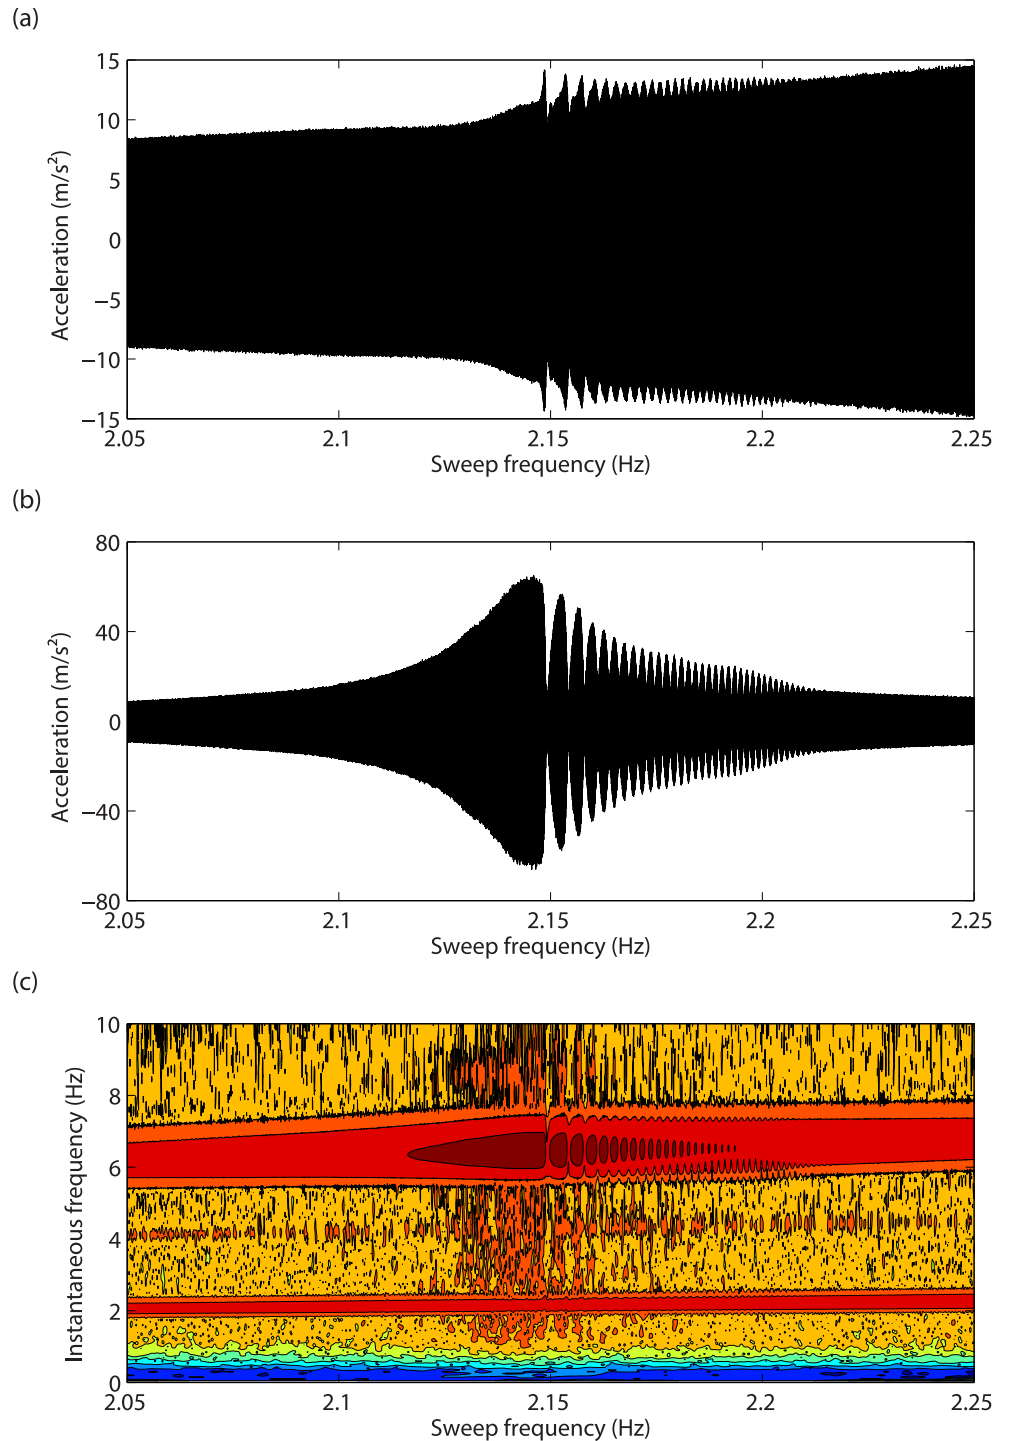 (a)
15
10
5
0
−5
−10
−15
Acceleration (m/s²)
2.05 2.1 2.15 2.2 2.25
Sweep frequency (Hz)
(b)
80
40
0
−40
−80
Acceleration (m/s²)
2.05 2.1 2.15 2.2 2.25
Sweep frequency (Hz)
(c)
10
8
6
4
2
0
Instantaneous frequency (Hz)
2.05 2.1 2.15 2.2 2.25
Sweep frequency (Hz)